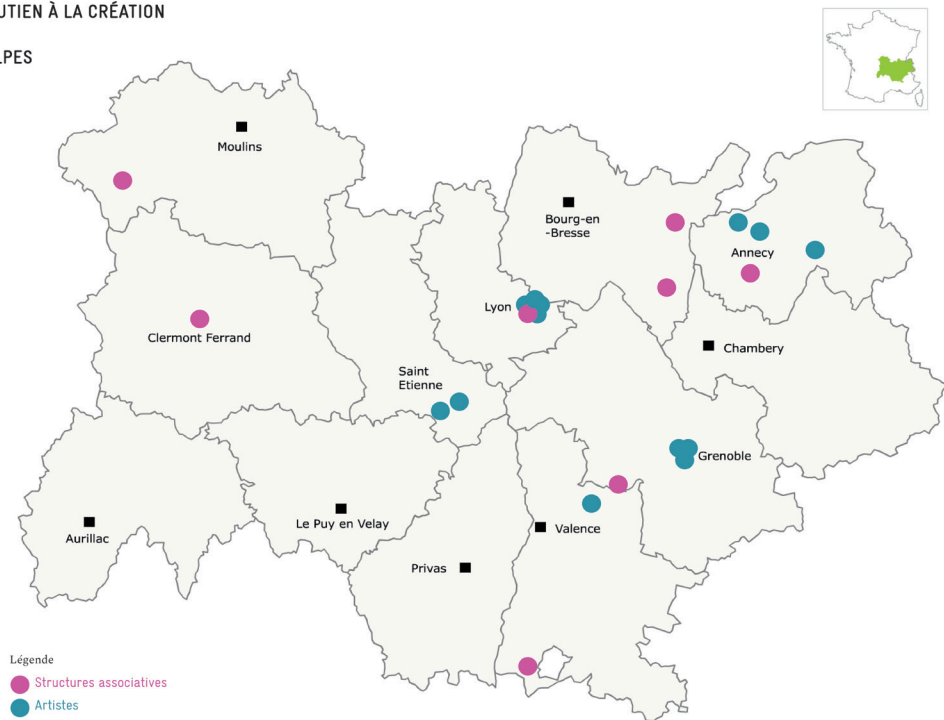 UTIEN À LA CRÉATION
LPES
Moulins
Bourg-en
-Bresse
Annecy
Lyon
Clermont Ferrand
Chambery
Saint
Etienne
Grenoble
Le Puy en Velay
Valence
Aurillac
Privas
Légende
Structures associatives
Artistes